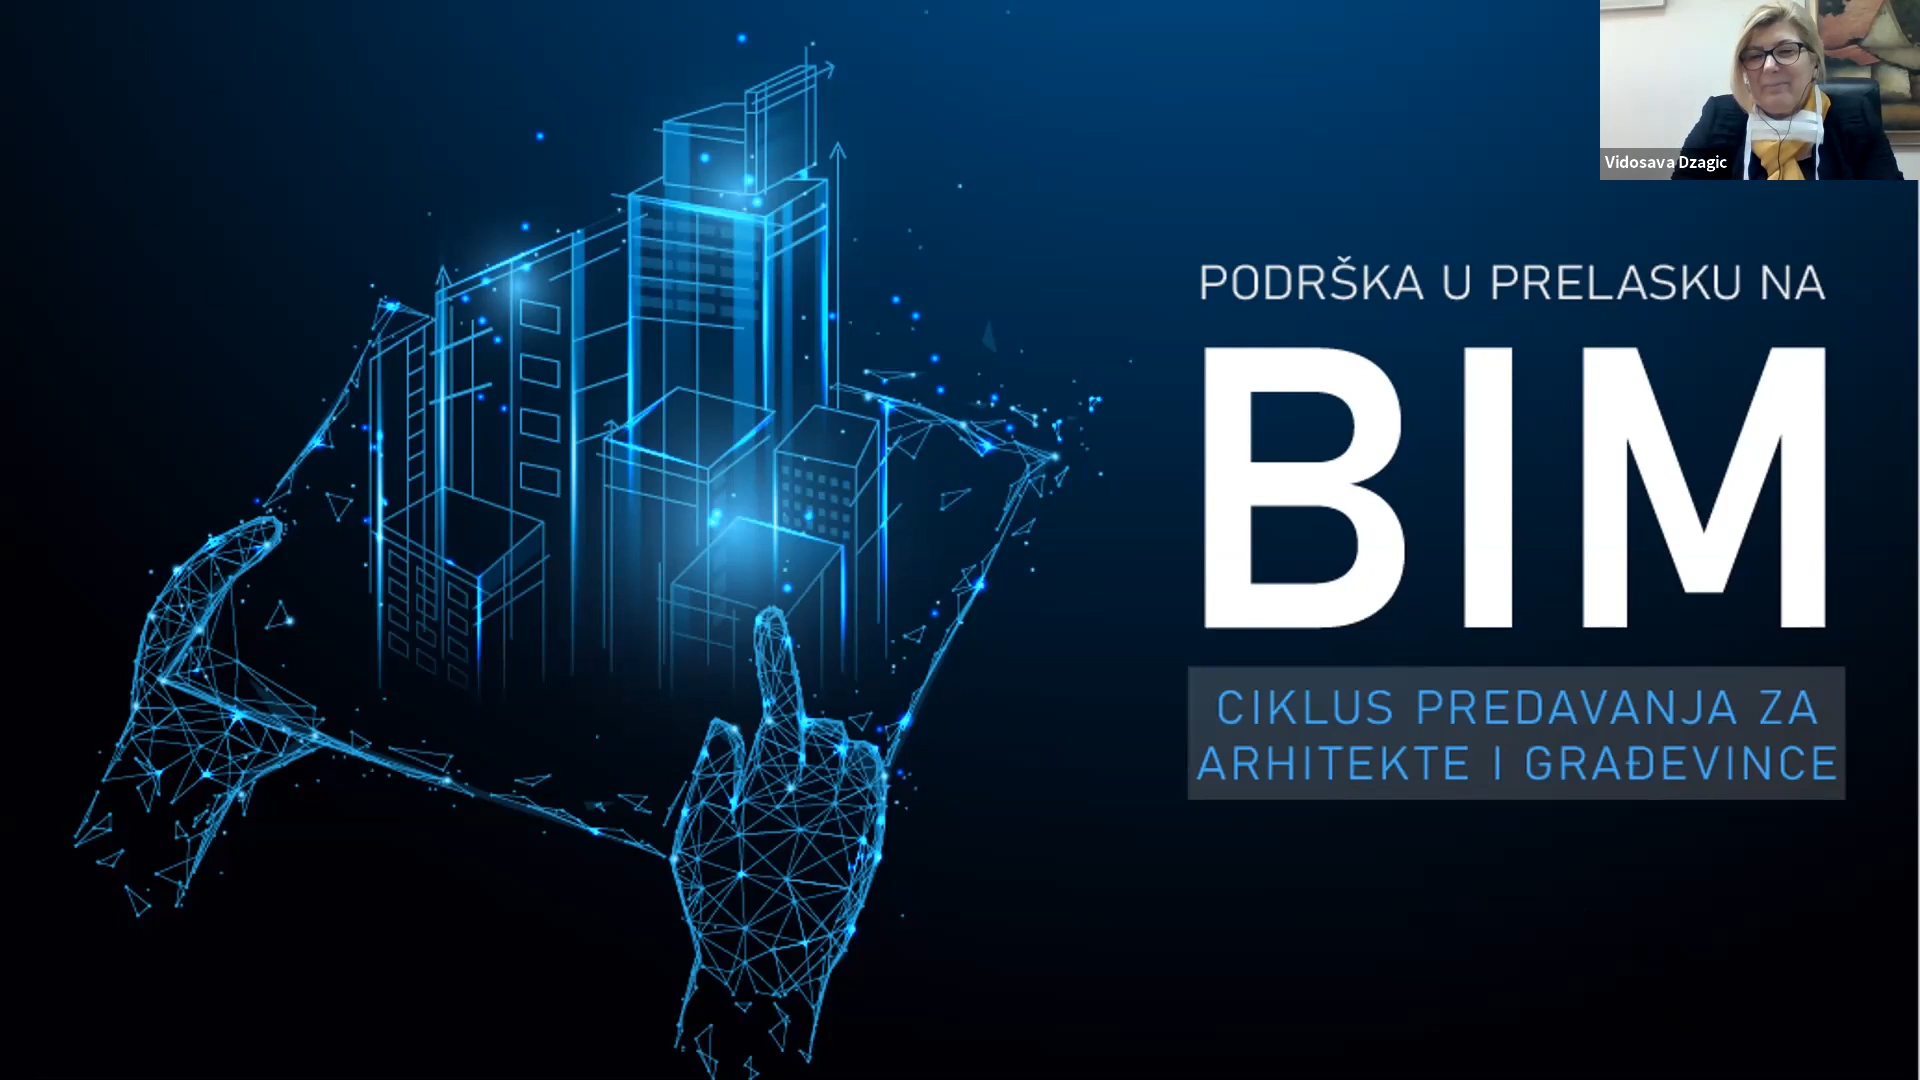 Vidosava Dzagic
PODRŠKA U PRELASKU NA
BIM
CIKLUS PREDAVANJA ZA
ARHITEKTE I GRAĐEVINCE